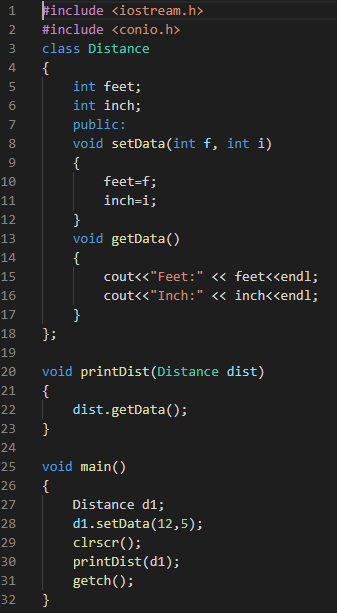 1 #include <iostream.h>
2 #include <conio.h>
3 class Distance
4 {
5     int feet;
6     int inch;
7     public:
8     void setData(int f, int i)
9     {
10         feet=f;
11         inch=i;
12     }
13     void getData()
14     {
15         cout<<"Feet:" << feet<<endl;
16         cout<<"Inch:" << inch<<endl;
17     }
18 };
19
20 void printDist(Distance dist)
21 {
22     dist.getData();
23 }
24
25 void main()
26 {
27     Distance d1;
28     d1.setData(12,5);
29     clrscr();
30     printDist(d1);
31     getch();
32 }